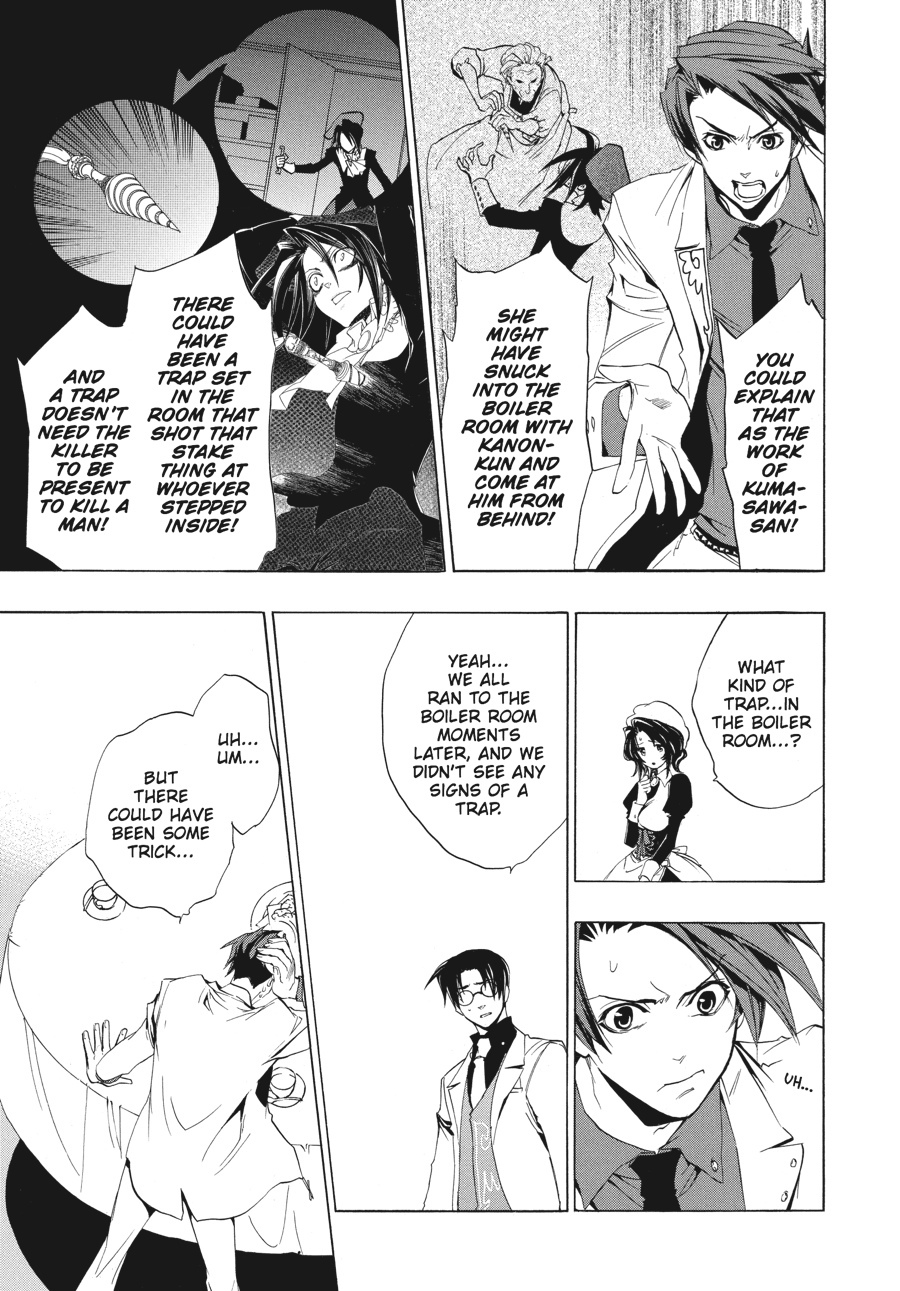 YOU
COULD
EXPLAIN
THAT
AS THE
WORK
OF
KUMA-
SAWA-
SAN!
SHE
MIGHT
HAVE
SNUCK
INTO THE
BOILER
ROOM WITH
KANON-
KUN AND
COME AT
HIM FROM
BEHIND!
THERE
COULD
HAVE
BEEN A
TRAP SET
IN THE
ROOM THAT
SHOT THAT
STAKE
THING AT
WHOEVER
STEPPED
INSIDE!
AND
A TRAP
DOESN'T
NEED THE
KILLER
TO BE
PRESENT
TO KILL A
MAN!
WHAT
KIND OF
TRAP...IN
THE BOILER
ROOM...?
UH...
YEAH...
WE ALL
RAN TO THE
BOILER ROOM
MOMENTS
LATER, AND WE
DIDN'T SEE ANY
SIGNS OF A
TRAP.
UH...
UM...
BUT
THERE
COULD HAVE
BEEN SOME
TRICK...